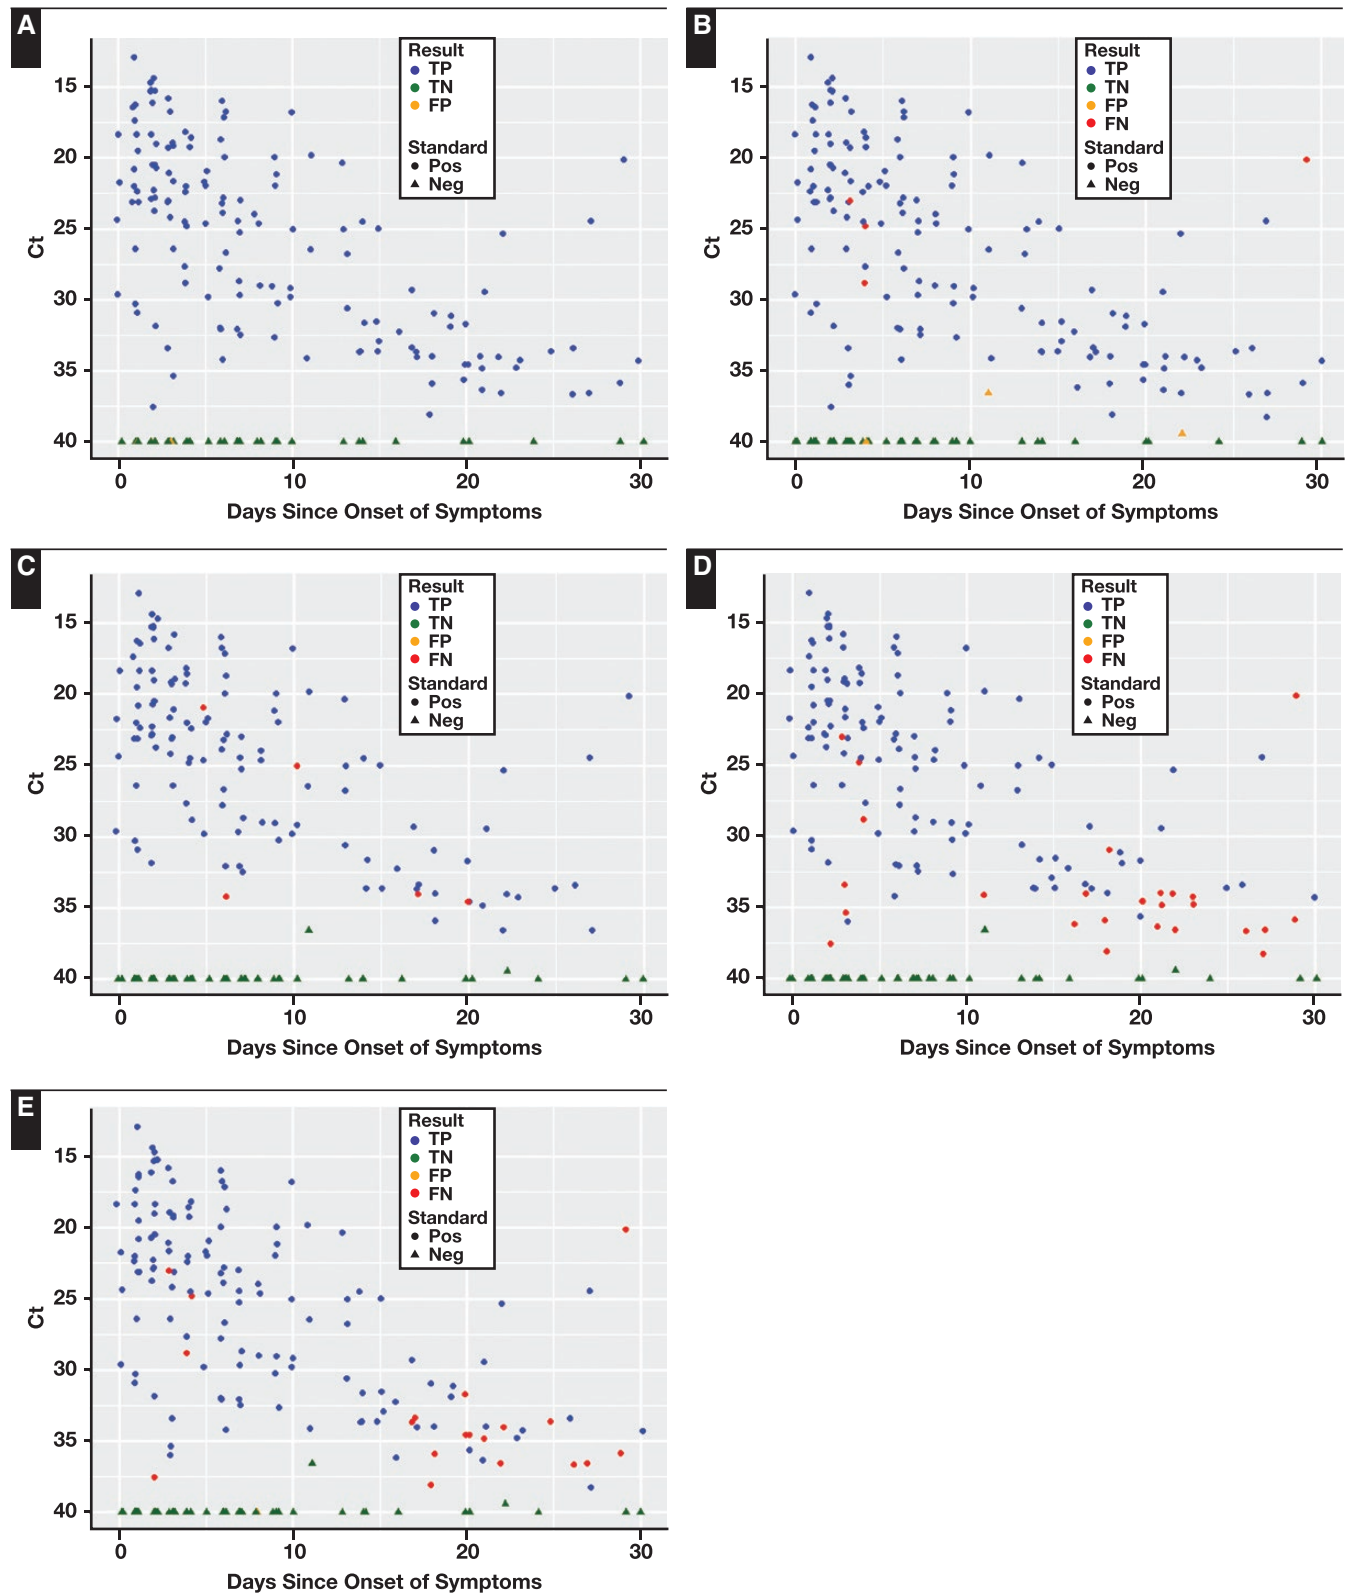 A
Result
TP
TN
FP
Standard
Pos
Neg
15
20
25
30
35
40
Ct
0 10 20 30
Days Since Onset of Symptoms
B
Result
TP
TN
FP
FN
Standard
Pos
Neg
15
20
25
30
35
40
Ct
0 10 20 30
Days Since Onset of Symptoms
C
Result
TP
TN
FP
FN
Standard
Pos
Neg
15
20
25
30
35
40
Ct
0 10 20 30
Days Since Onset of Symptoms
D
Result
TP
TN
FP
FN
Standard
Pos
Neg
15
20
25
30
35
40
Ct
0 10 20 30
Days Since Onset of Symptoms
E
Result
TP
TN
FP
FN
Standard
Pos
Neg
15
20
25
30
35
40
Ct
0 10 20 30
Days Since Onset of Symptoms